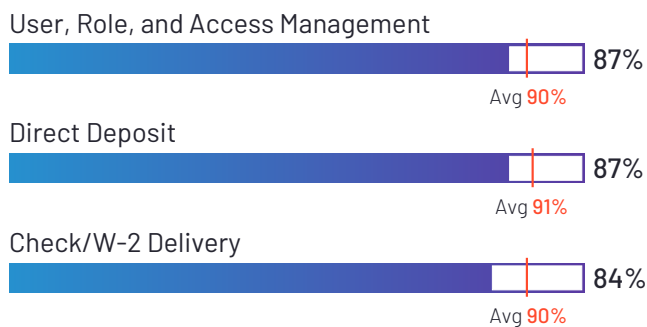 User, Role, and Access Management
87%
Avg 90%
Direct Deposit
87%
Avg 91%
Check/W-2 Delivery
84%
Avg 90%